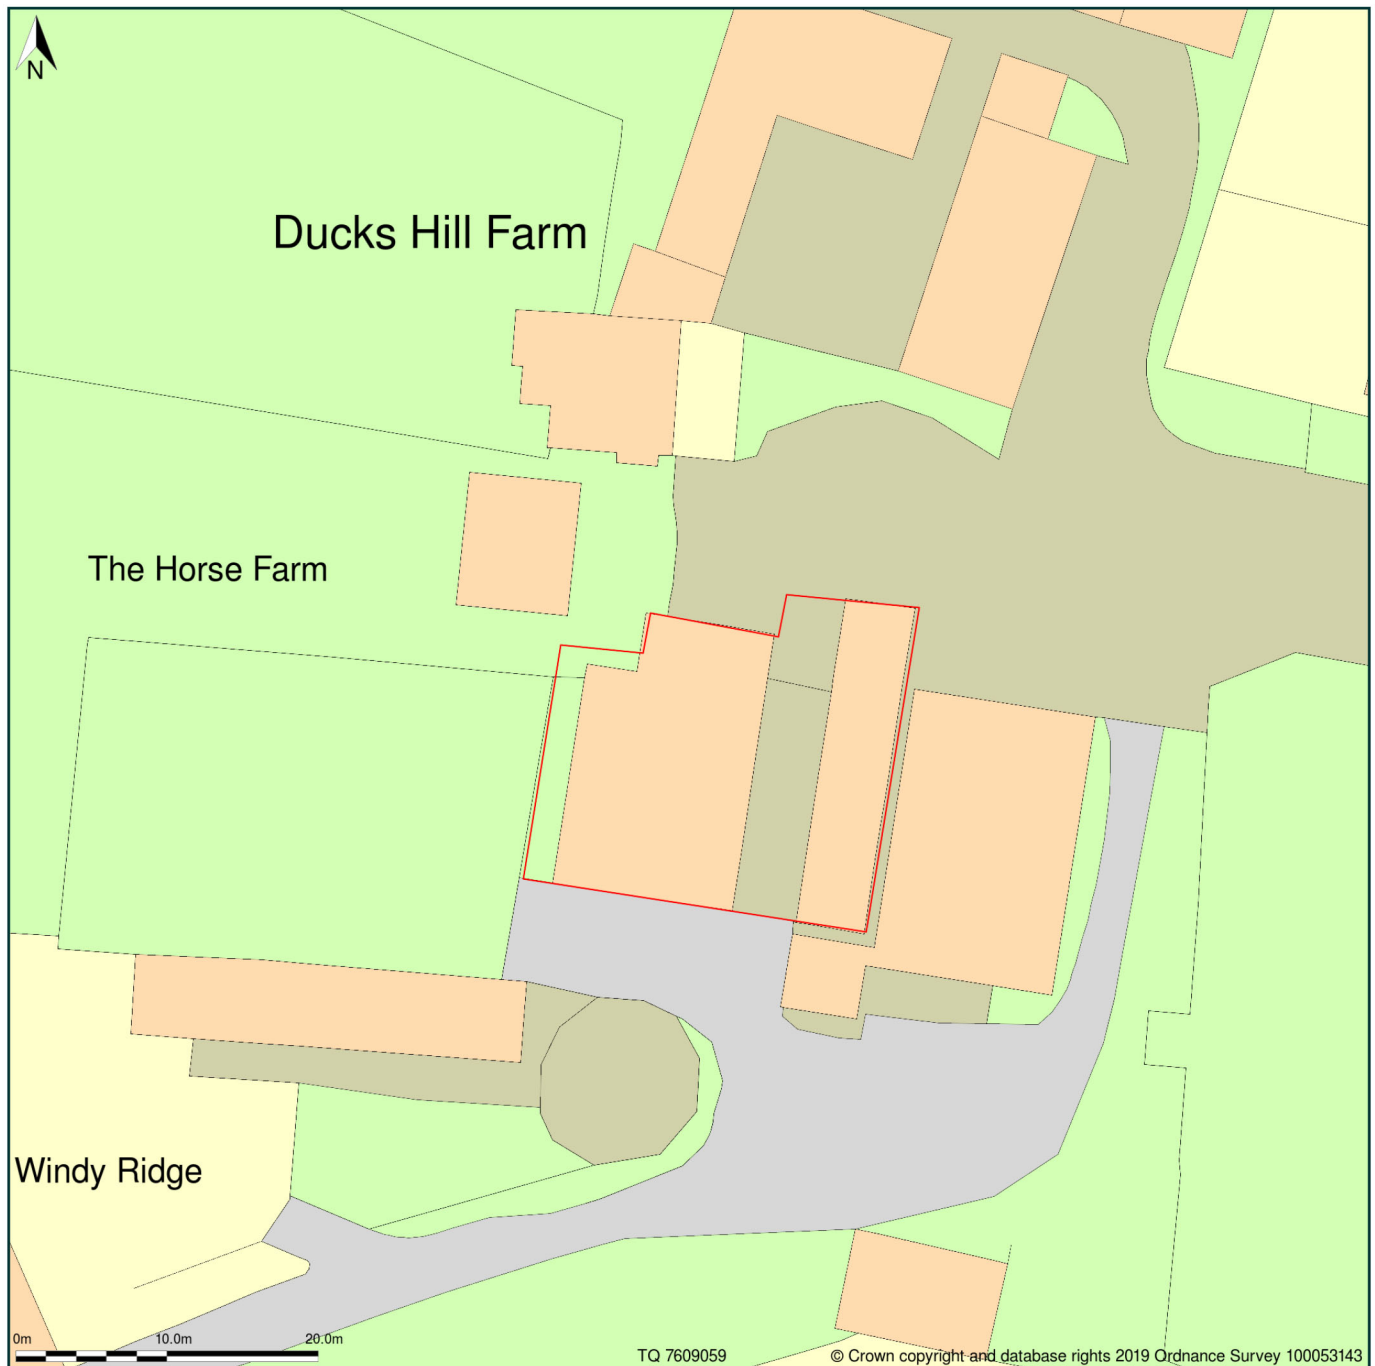 N
Ducks Hill Farm
The Horse Farm
Windy Ridge
0m 10.0m 20.0m
TQ 7609059 © Crown copyright and database rights 2019 Ordnance Survey 100053143